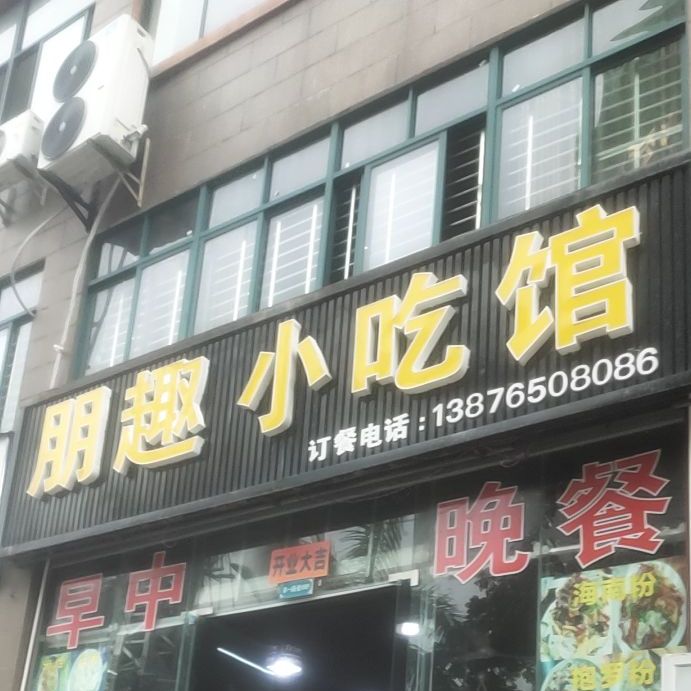 朋趣 小吃馆
订餐电话：13876508086
早中 晚餐
开业大吉
海南粉
抱罗粉